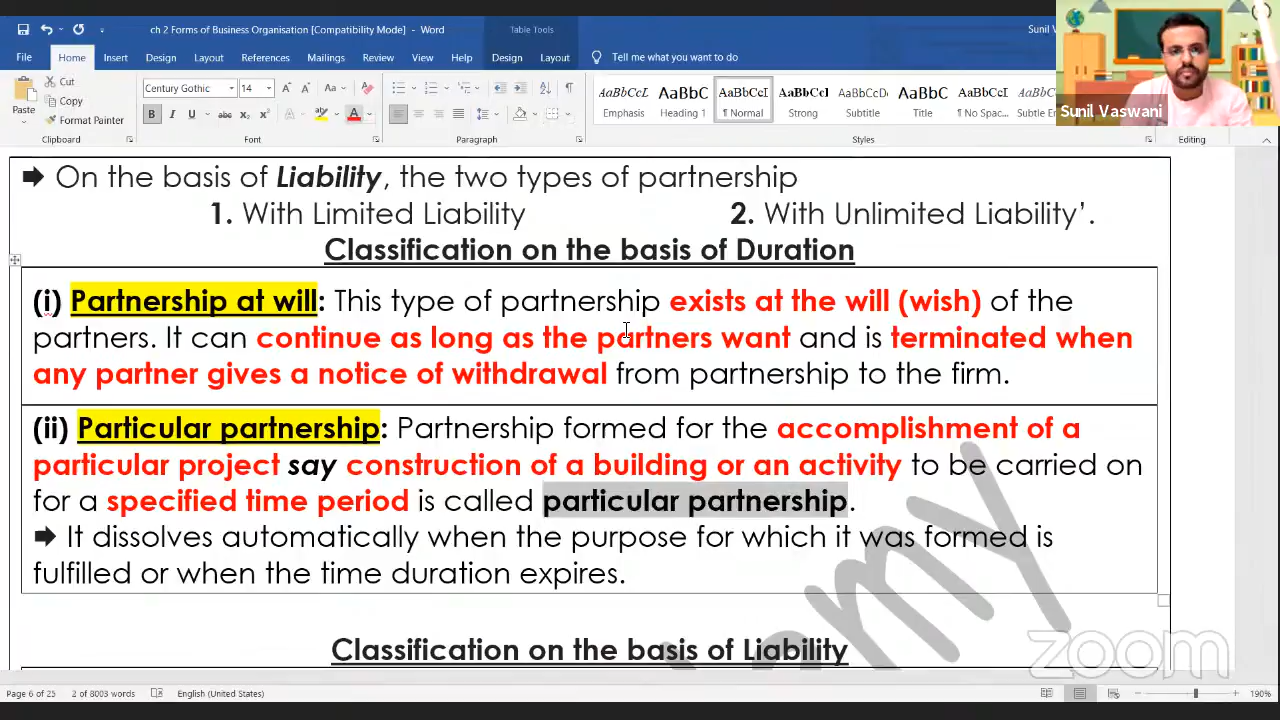 ch 2 Forms of Business Organisation [Compatibility Mode] - Word
Table Tools
Sunil V
File Home Insert Design Layout References Mailings Review View Help Design Layout Tell me what you want to do
Sunil Vaswani
Paste
Cut
Copy
Format Painter
Clipboard
Century Gothic 14
B I U abc
Font
Paragraph
AaBbCcL Emphasis
AaBbC Heading 1
AaBbCcI ¶ Normal
AaBbCcI Strong
AaBbCcDc Subtitle
AaBbC Title
AaBbCcI ¶ No Spac...
AaBbCcD Subtle Em
Styles
Editing
➡ On the basis of Liability, the two types of partnership
1. With Limited Liability 2. With Unlimited Liability’.
Classification on the basis of Duration
(i) Partnership at will: This type of partnership exists at the will (wish) of the
partners. It can continue as long as the partners want and is terminated when
any partner gives a notice of withdrawal from partnership to the firm.
(ii) Particular partnership: Partnership formed for the accomplishment of a
particular project say construction of a building or an activity to be carried on
for a specified time period is called particular partnership.
➡ It dissolves automatically when the purpose for which it was formed is
fulfilled or when the time duration expires.
Classification on the basis of Liability
zoom
Page 6 of 25 2 of 8003 words English (United States) 190%